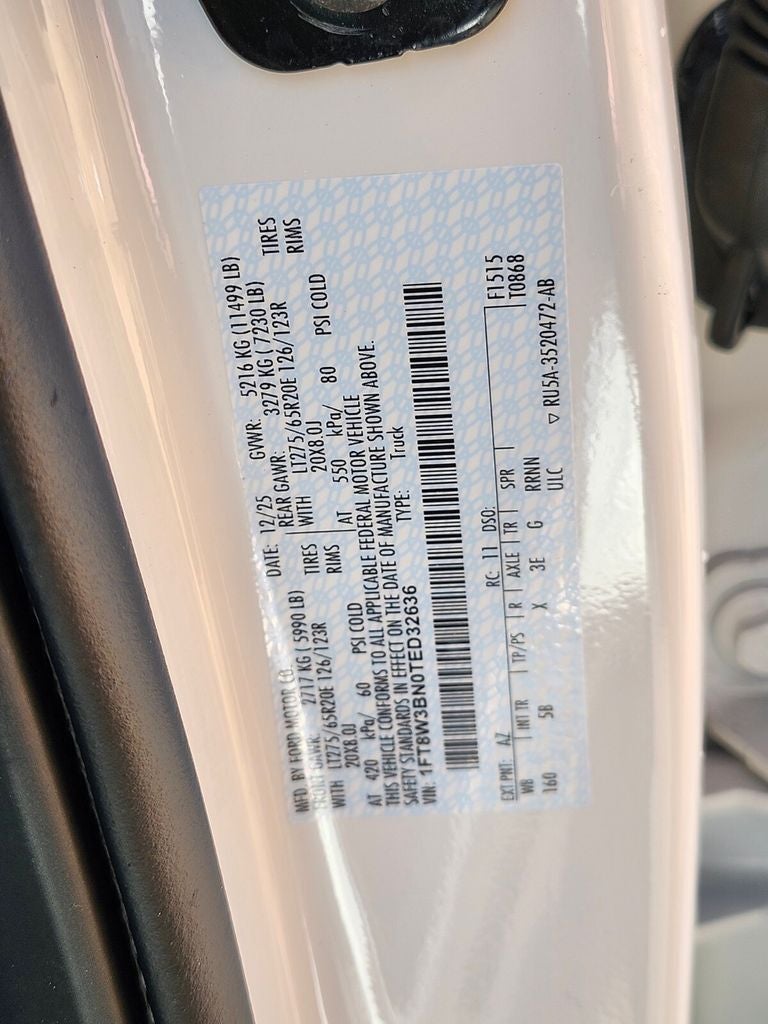 MFD. BY FORD MOTOR CO.
DATE: 12/25 GVWR: 5216 KG (11499 LB)
FRONT GAWR: 2717 KG ( 5990 LB) REAR GAWR: 3279 KG ( 7230 LB)
WITH LT275/65R20E 126/123R TIRES WITH LT275/65R20E 126/123R TIRES
20X8.0J RIMS 20X8.0J RIMS
AT 420 kPa/ 60 PSI COLD AT 550 kPa/ 80 PSI COLD
THIS VEHICLE CONFORMS TO ALL APPLICABLE FEDERAL MOTOR VEHICLE
SAFETY STANDARDS IN EFFECT ON THE DATE OF MANUFACTURE SHOWN ABOVE.
VIN: 1FT8W3BN0TED32636 TYPE: Truck
EXT PNT: AZ RC: 11 DSO: F1515
WB INT TR TP/PS R AXLE TR SPR T0868
160 5B X 3E G RRNN
ULC
▽ RU5A-3520472-AB